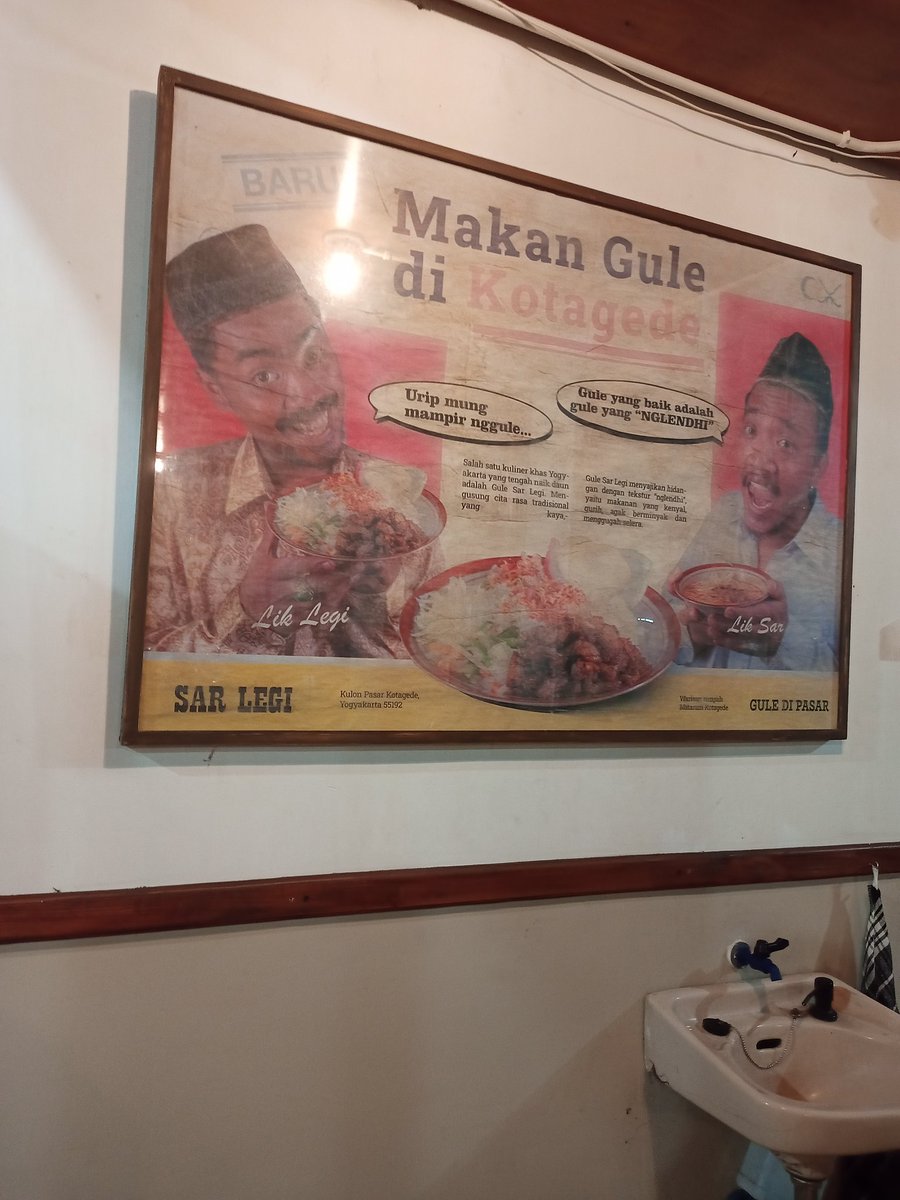 BARU
Makan Gule
di Kotagede
Urip mung
mampir nggule...
Gule yang baik adalah
gule yang "NGLENDHI"
Salah satu kuliner khas Yogy-
akarta yang tengah naik daun
adalah Gule Sar Legi. Men-
gusung cita rasa tradisional
yang kaya,-
Gule Sar Legi menyajikan hidan-
gan dengan tekstur "nglendhi",
yaitu makanan yang kenyal,
gurih, agak berminyak dan
menggugah selera.
Lik Legi
Lik Sar
SAR LEGI
Kulon Pasar Kotagede,
Yogyakarta 55192
Mataram Kotagede
GULE DI PASAR